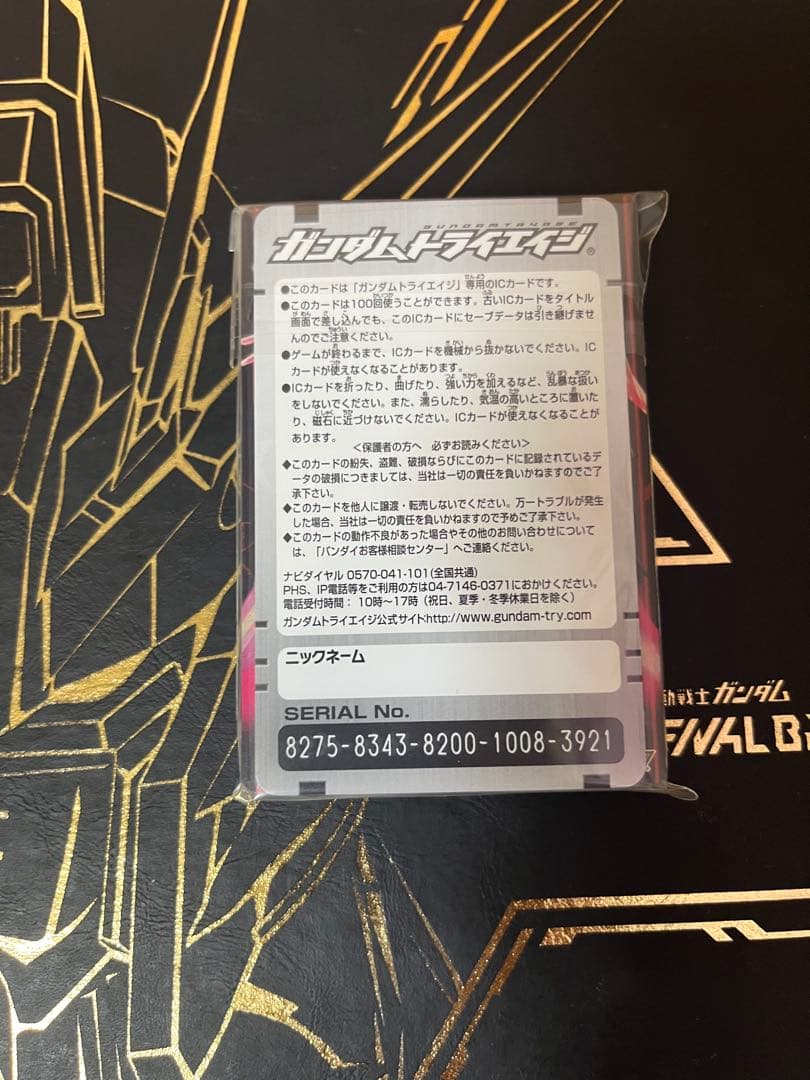 GUNDAMTRYAGE
ガンダムトライエイジ®
●このカードは「ガンダムトライエイジ」専用のICカードです。
●このカードは100回使うことができます。古いICカードをタイトル
画面で差し込んでも、このICカードにセーブデータは引き継げませ
んのでご注意ください。
●ゲームが終わるまで、ICカードを機械から抜かないでください。IC
カードが使えなくなることがあります。
●ICカードを折ったり、曲げたり、強い力を加えるなど、乱暴な扱い
をしないでください。また、濡らしたり、気温の高いところに置いた
り、磁石に近づけないでください。ICカードが使えなくなることが
あります。
<保護者の方へ 必ずお読みください>
◆このカードの紛失、盗難、破損ならびにこのカードに記録されているデ
ータの破損につきましては、当社は一切の責任を負いかねますのでご了
承下さい。
◆このカードを他人に譲渡・転売しないでください。万一トラブルが発生
した場合、当社は一切の責任を負いかねますので予めご了承下さい。
◆このカードの動作不良があった場合やその他のお問い合わせについて
は、「バンダイお客様相談センター」へご連絡ください。
ナビダイヤル 0570-041-101(全国共通)
PHS、IP電話等をご利用の方は04-7146-0371におかけください。
電話受付時間： 10時～17時（祝日、夏季・冬季休業日を除く）
ガンダムトライエイジ公式サイト:http://www.gundam-try.com
ニックネーム
SERIAL No.
8275-8343-8200-1008-3921
動戦士ガンダム
FINAL B